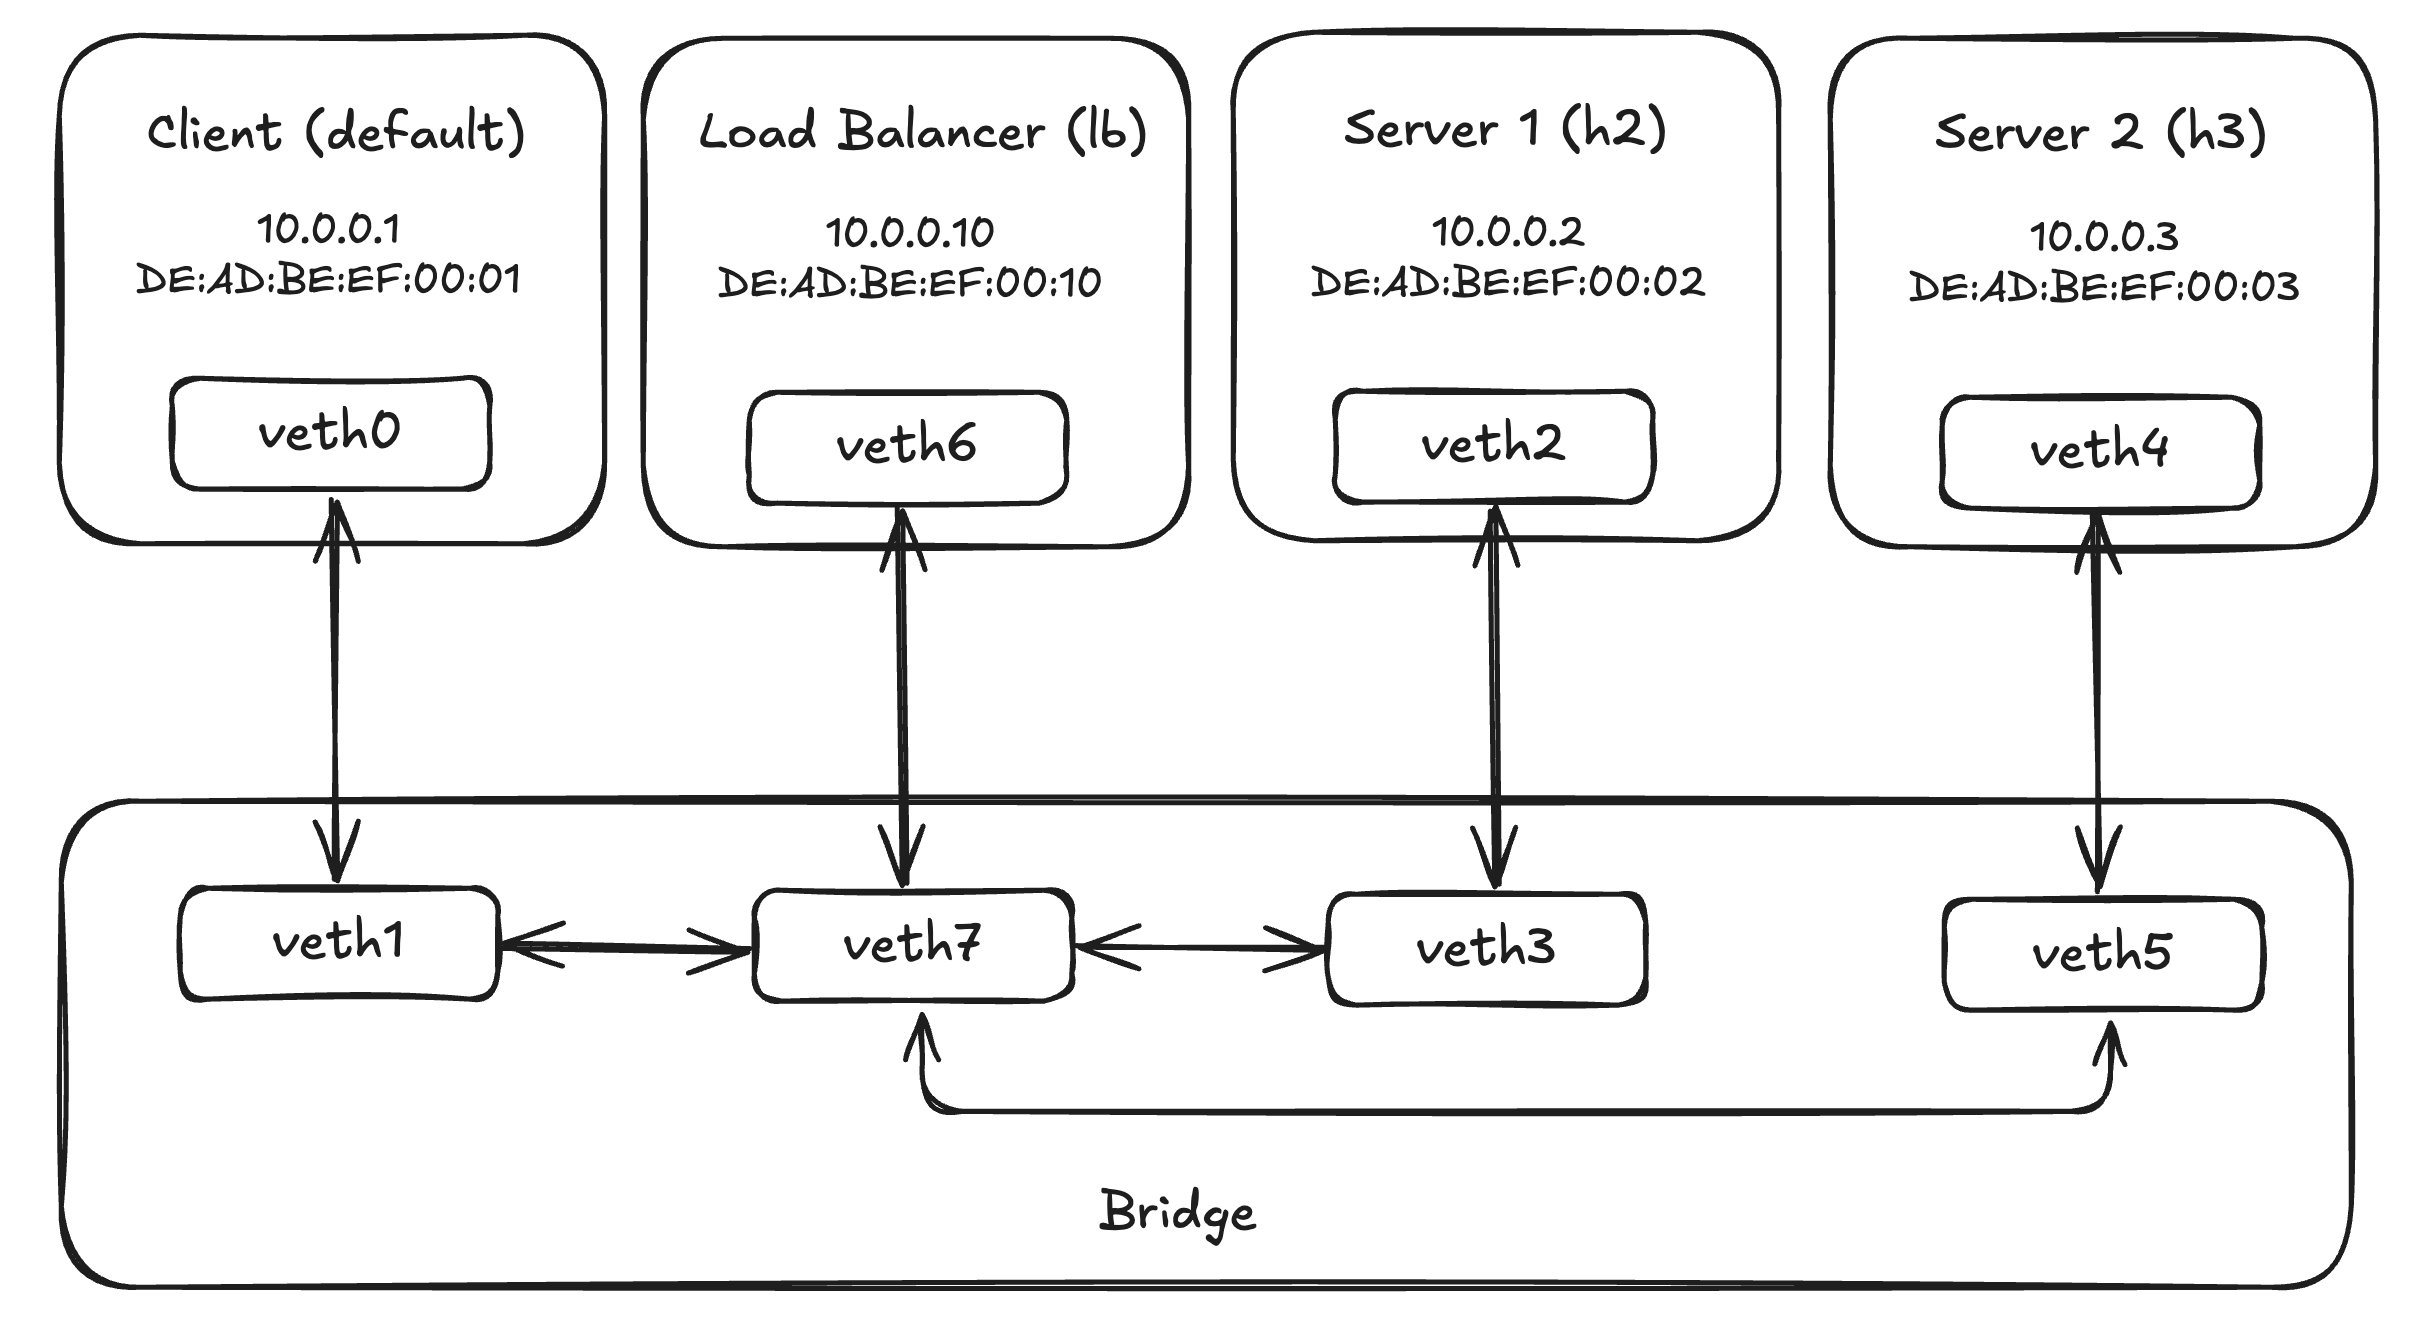 Client (default)
10.0.0.1
DE:AD:BE:EF:00:01
veth0
Load Balancer (lb)
10.0.0.10
DE:AD:BE:EF:00:10
veth6
Server 1 (h2)
10.0.0.2
DE:AD:BE:EF:00:02
veth2
Server 2 (h3)
10.0.0.3
DE:AD:BE:EF:00:03
veth4
veth1
veth7
veth3
veth5
Bridge